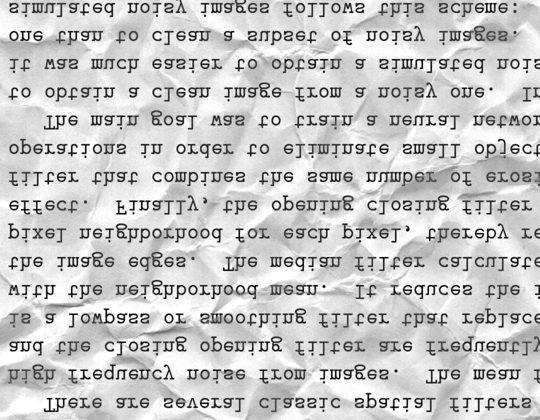 There are several classic spatial filters
high frequency noise from images. The mean f
and the closing opening filter are frequently
is a lowpass or smoothing filter that replace
with the neighborhood mean. It reduces the i
the image edges. The median filter calculate
pixel neighborhood for each pixel, thereby re
effect. Finally, the opening closing filter
filter that combines the same number of erosi
operations in order to eliminate small object
The main goal was to train a neural networ
to obtain a clean image from a noisy one. In
it was much easier to obtain a simulated nois
one than to clean a subset of noisy images.
simulated noisy images follows this scheme: